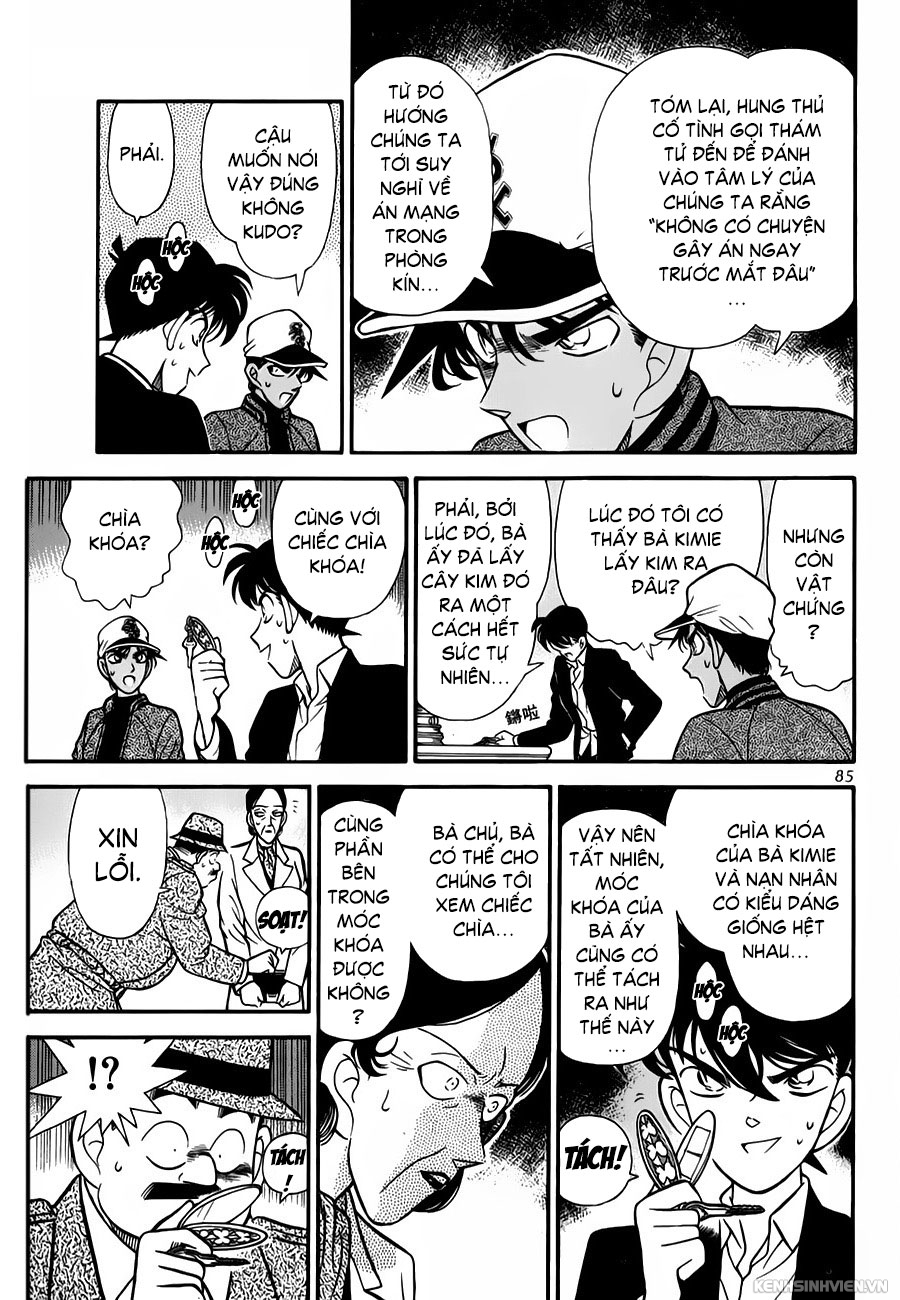 TÓM LẠI, HUNG THỦ
CỐ TÌNH GỌI THÁM
TỬ ĐẾN ĐỂ ĐÁNH
VÀO TÂM LÝ CỦA
CHÚNG TA RẰNG
“KHÔNG CÓ CHUYỆN
GÂY ÁN NGAY
TRƯỚC MẮT ĐÂU”
...
TỪ ĐÓ
HƯỚNG
CHÚNG TA
TỚI SUY
NGHĨ VỀ
ÁN MẠNG
TRONG
PHÒNG
KÍN...
CẬU
MUỐN NÓI
VẬY ĐÚNG
KHÔNG
KUDO?
PHẢI.
HỘC
HỘC
NHƯNG
CÒN
VẬT
CHỨNG
?
LÚC ĐÓ TÔI CÓ
THẤY BÀ KIMIE
LẤY KIM RA
ĐÂU?
PHẢI, BỞI
LÚC ĐÓ, BÀ
ẤY ĐÃ LẤY
CÂY KIM ĐÓ
RA MỘT
CÁCH HẾT
SỨC TỰ
NHIÊN...
鏘啦
CÙNG VỚI
CHIẾC CHÌA
KHÓA!
HỘC
HỘC
CHÌA
KHÓA?
85
CHÌA KHÓA
CỦA BÀ KIMIE
VÀ NẠN NHÂN
CÓ KIỂU DÁNG
GIỐNG HỆT
NHAU...
VẬY NÊN
TẤT NHIÊN,
MÓC
KHÓA CỦA
BÀ ẤY
CŨNG CÓ
THỂ TÁCH
RA NHƯ
THẾ NÀY
...
HỘC
HỘC
TÁCH!
BÀ CHỦ, BÀ
CÓ THỂ CHO
CHÚNG TÔI
XEM CHIẾC
CHÌA...
CÙNG
PHẦN
BÊN
TRONG
MÓC
KHÓA
ĐƯỢC
KHÔNG
?
XIN
LỖI.
SOẠT!
!?
TÁCH
!
KENHSINHVIEN.VN